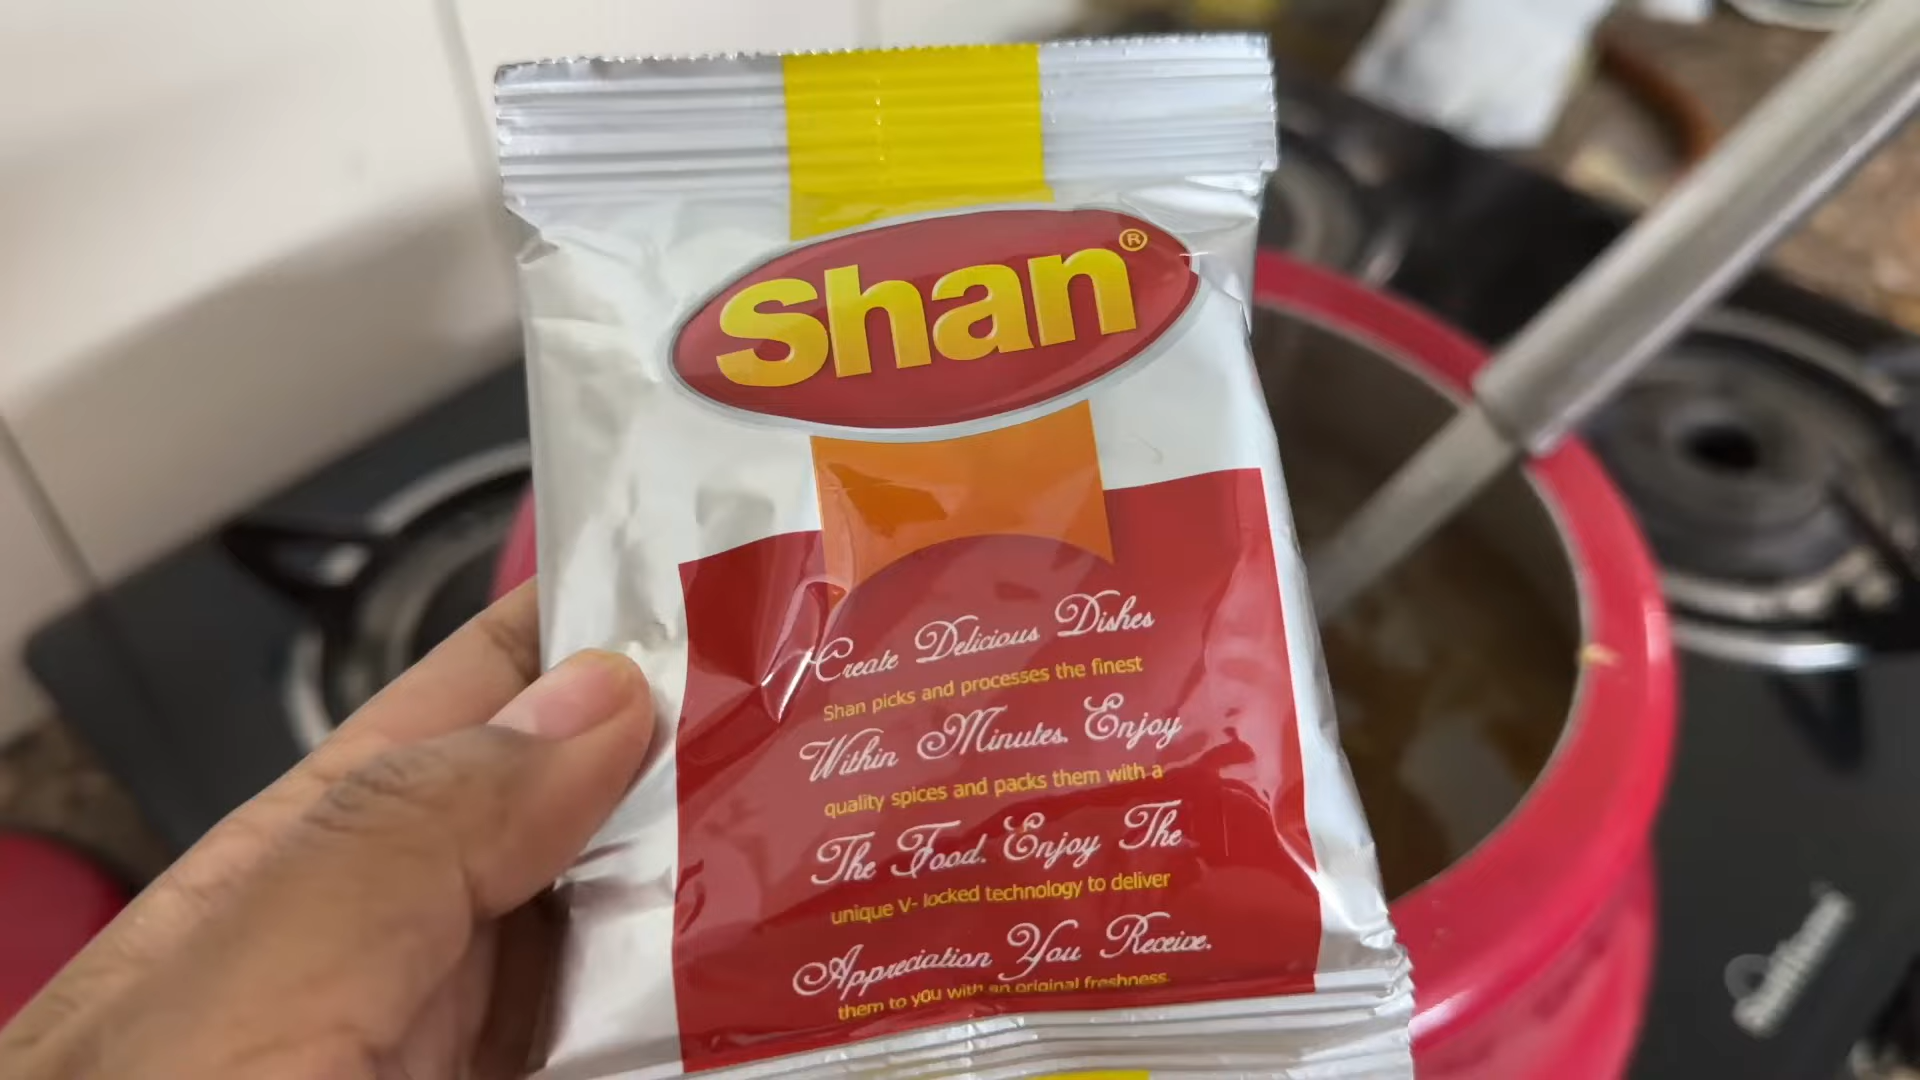 Shan®
Create Delicious Dishes
Shan picks and processes the finest
Within Minutes. Enjoy
quality spices and packs them with a
The Food. Enjoy The
unique V- locked technology to deliver
Appreciation You Receive.
them to you with an original freshness.